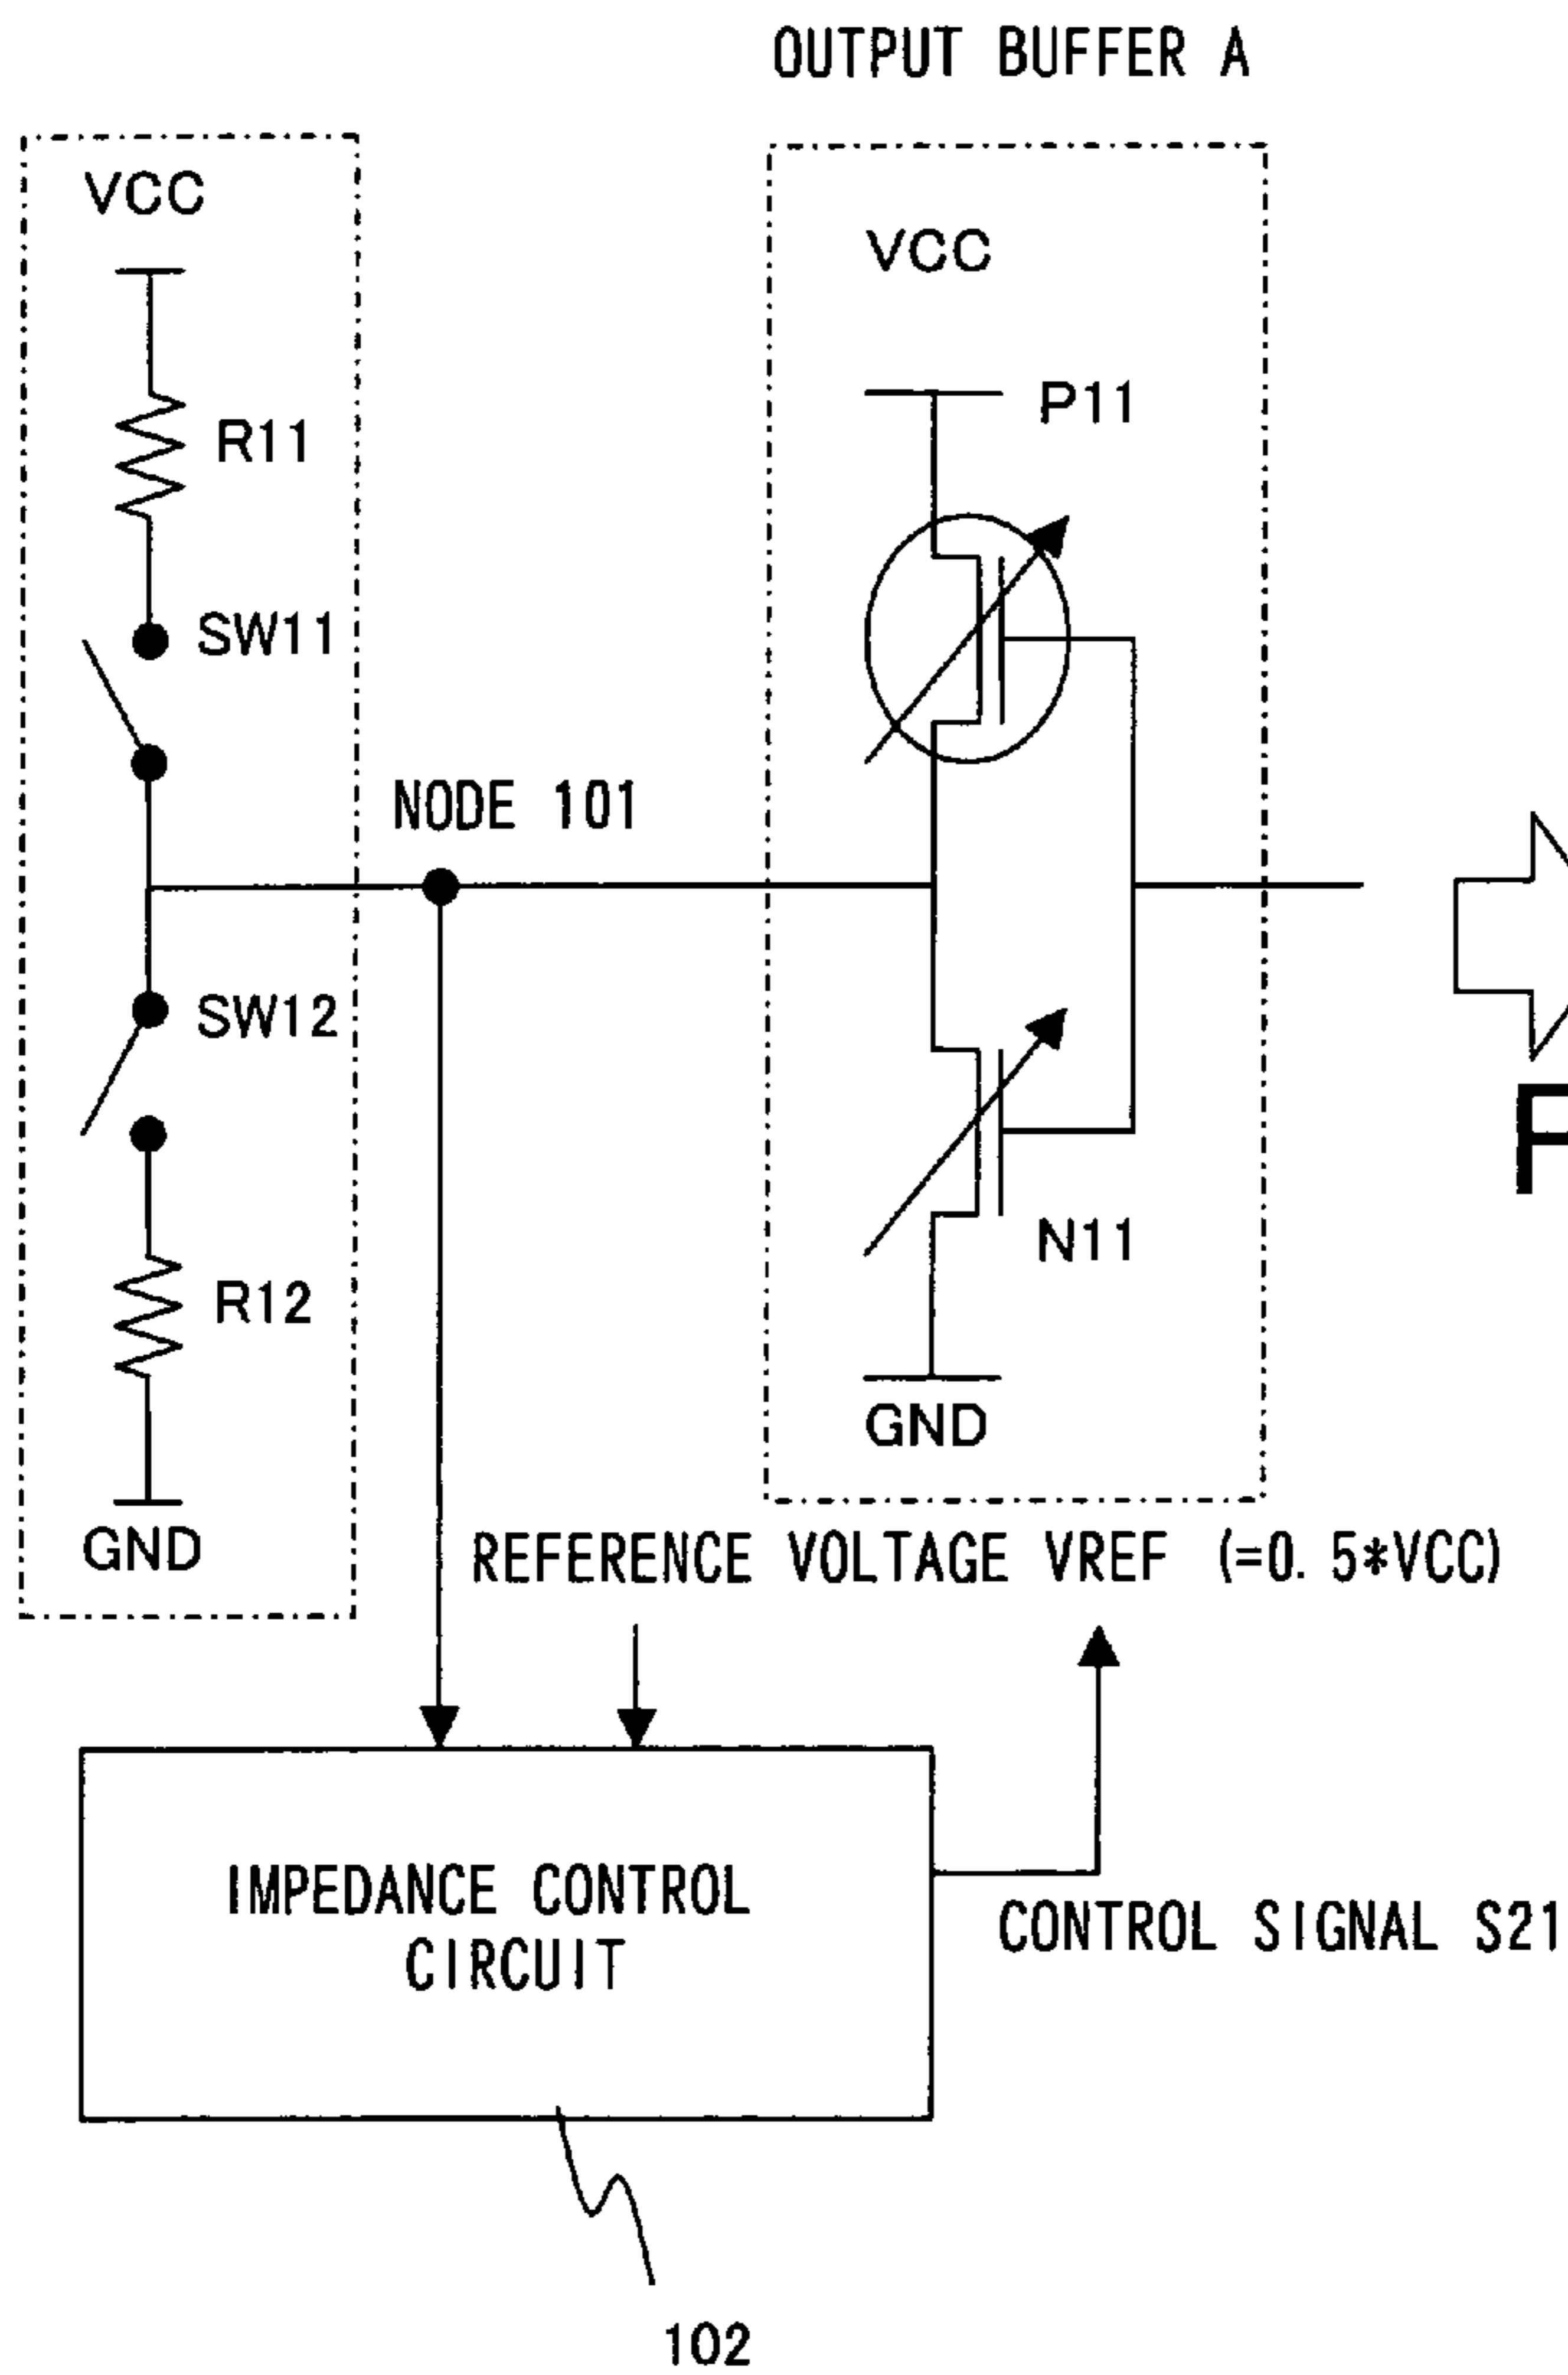 OUTPUT BUFFER A
VCC
VCC
P11
R11
SW11
NODE 101
SW12
N11
R12
GND
GND
REFERENCE VOLTAGE VREF (=0.5*VCC)
IMPEDANCE CONTROL
CIRCUIT
CONTROL SIGNAL S21
102